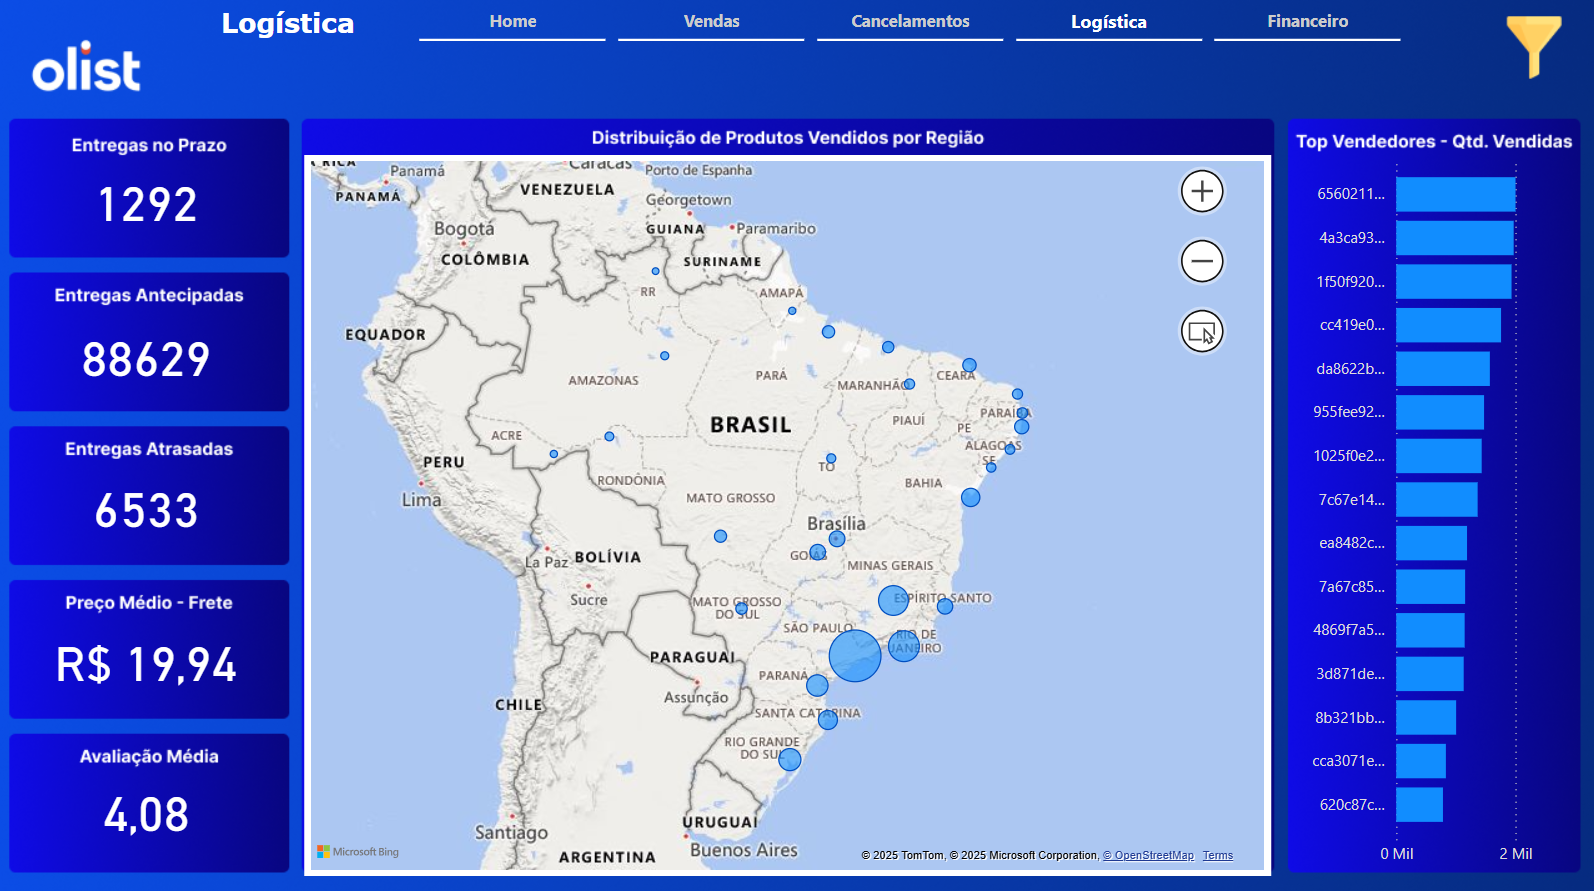 Logística
Home
Vendas
Cancelamentos
Logística
Financeiro
olist
Entregas no Prazo
1292
Entregas Antecipadas
88629
Entregas Atrasadas
6533
Preço Médio - Frete
R$ 19,94
Avaliação Média
4,08
Distribuição de Produtos Vendidos por Região
RICA
Panamá
PANAMÁ
Caracas
Porto de Espanha
VENEZUELA
Georgetown
GUIANA
Paramaribo
Bogotá
COLÔMBIA
SURINAME
RR
AMAPÁ
EQUADOR
AMAZONAS
PARÁ
MARANHÃO
CEARÁ
BRASIL
PIAUÍ
PARAÍBA
PE
ACRE
ALAGOAS
SE
PERU
TO
RONDÔNIA
BAHIA
Lima
MATO GROSSO
Brasília
La Paz
BOLÍVIA
GOIÁS
MINAS GERAIS
Sucre
MATO GROSSO
DO SUL
ESPÍRITO SANTO
SÃO PAULO
RIO DE
JANEIRO
PARAGUAI
PARANÁ
Assunção
CHILE
SANTA CATARINA
RIO GRANDE
DO SUL
Santiago
URUGUAI
Buenos Aires
ARGENTINA
Microsoft Bing
© 2025 TomTom, © 2025 Microsoft Corporation, © OpenStreetMap Terms
Top Vendedores - Qtd. Vendidas
6560211...
4a3ca93...
1f50f920...
cc419e0...
da8622b...
955fee92...
1025f0e2...
7c67e14...
ea8482c...
7a67c85...
4869f7a5...
3d871de...
8b321bb...
cca3071e...
620c87c...
0 Mil
2 Mil